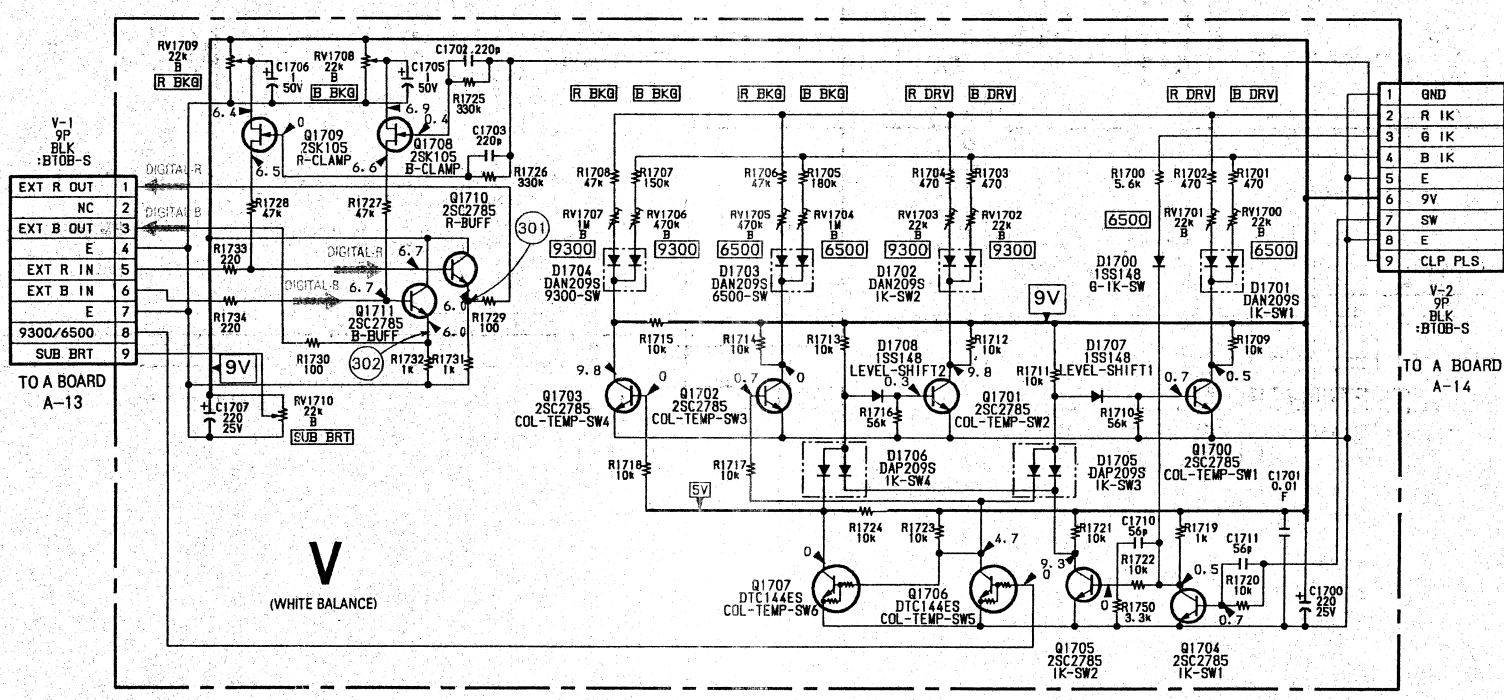 V-1
9P
BLK
:BTOB-S
EXT R OUT 1
NC 2
EXT B OUT 3
E 4
EXT R IN 5
EXT B IN 6
E 7
9300/6500 8
SUB BRT 9
TO A BOARD
A-13
RV1709
22k
B
R BKG
C1706
1
50V
RV1708
22k
B
B BKG
C1705
1
50V
C1702 220p
R1725
330k
6.4
0
Q1709
2SK105
R-CLAMP
6.5
6.9
0.4
Q1708
2SK105
B-CLAMP
6.6
C1703
220p
R1726
330k
DIGITAL-R
DIGITAL-B
R1728
47k
R1727
47k
Q1710
2SC2785
R-BUFF
301
R1733
220
DIGITAL-R
6.7
DIGITAL-B
6.7
6.0
R1729
100
R1734
220
Q1711
2SC2785
B-BUFF
6.0
R1730
100
302
R1732
1k
R1731
1k
9V
C1707
220
25V
RV1710
22k
B
SUB BRT
V
(WHITE BALANCE)
R BKG
B BKG
R BKG
B BKG
R DRV
B DRV
R DRV
B DRV
R1708
47k
R1707
150k
R1706
47k
R1705
180k
R1704
470
R1703
470
R1700
5.6k
R1702
470
R1701
470
RV1707
1M
B
RV1706
470k
B
RV1705
470k
B
RV1704
1M
B
RV1703
22k
B
RV1702
22k
B
RV1701
22k
B
RV1700
22k
B
9300
9300
6500
6500
9300
9300
6500
6500
D1704
DAN209S
9300-SW
D1703
DAN209S
6500-SW
D1702
DAN209S
IK-SW2
D1700
1SS148
G-IK-SW
D1701
DAN209S
IK-SW1
9V
R1715
10k
R1714
10k
R1713
10k
D1708
1SS148
LEVEL-SHIFT2
R1712
10k
D1707
1SS148
LEVEL-SHIFT1
R1709
10k
9.8
0
Q1703
2SC2785
COL-TEMP-SW4
0.7
0
Q1702
2SC2785
COL-TEMP-SW3
0.3
9.8
R1716
56k
Q1701
2SC2785
COL-TEMP-SW2
R1711
10k
0.7
0.5
R1710
56k
Q1700
2SC2785
COL-TEMP-SW1
R1718
10k
R1717
10k
D1706
DAP209S
IK-SW4
D1705
DAP209S
IK-SW3
C1701
0.01
F
5V
R1724
10k
R1723
10k
R1721
10k
C1710
56p
R1719
1k
C1711
56p
R1722
10k
R1720
10k
0
4.7
9.3
0
0
0.5
0.7
Q1707
DTC144ES
COL-TEMP-SW6
Q1706
DTC144ES
COL-TEMP-SW5
R1750
3.3k
C1700
220
25V
Q1705
2SC2785
IK-SW2
Q1704
2SC2785
IK-SW1
1 GND
2 R IK
3 G IK
4 B IK
5 E
6 9V
7 SW
8 E
9 CLP PLS
V-2
9P
BLK
:BTOB-S
TO A BOARD
A-14